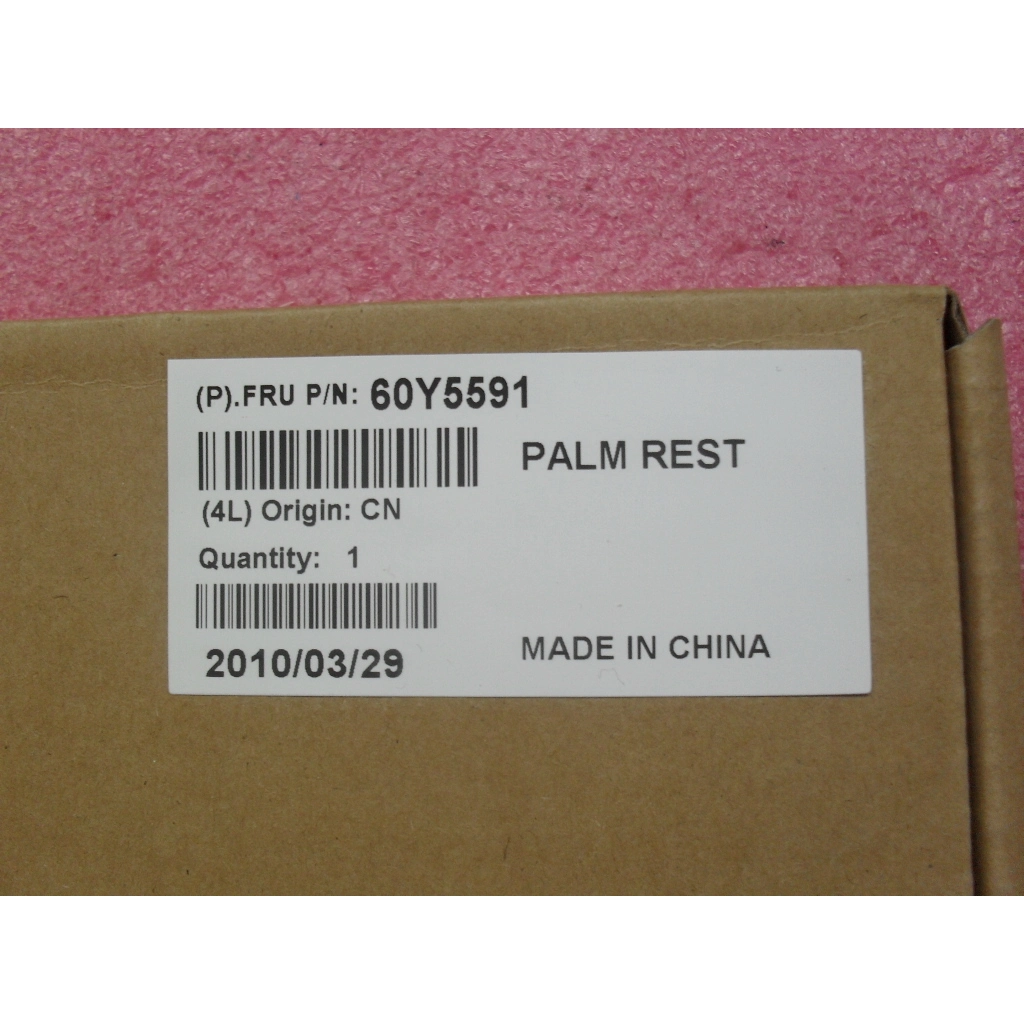 (P).FRU P/N: 60Y5591
PALM REST
(4L) Origin: CN
Quantity: 1
2010/03/29
MADE IN CHINA